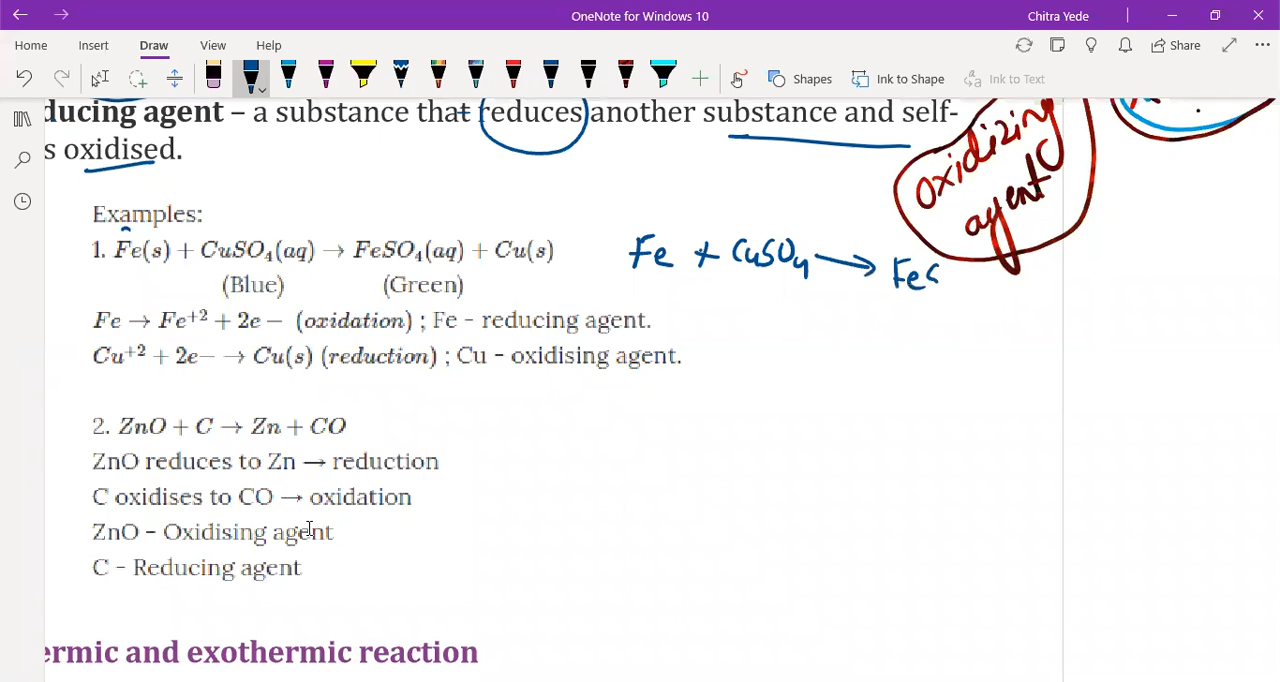 OneNote for Windows 10
Chitra Yede
Home Insert Draw View Help
Share
Shapes Ink to Shape Ink to Text
ducing agent – a substance that reduces another substance and self-
s oxidised.
oxidizing
agent
Examples:
1. Fe(s) + CuSO₄(aq) → FeSO₄(aq) + Cu(s)
(Blue) (Green)
Fe + CuSO₄ → FeS
Fe → Fe⁺² + 2e − (oxidation) ; Fe – reducing agent.
Cu⁺² + 2e− → Cu(s) (reduction) ; Cu – oxidising agent.
2. ZnO + C → Zn + CO
ZnO reduces to Zn → reduction
C oxidises to CO → oxidation
ZnO – Oxidising agent
C – Reducing agent
ermic and exothermic reaction